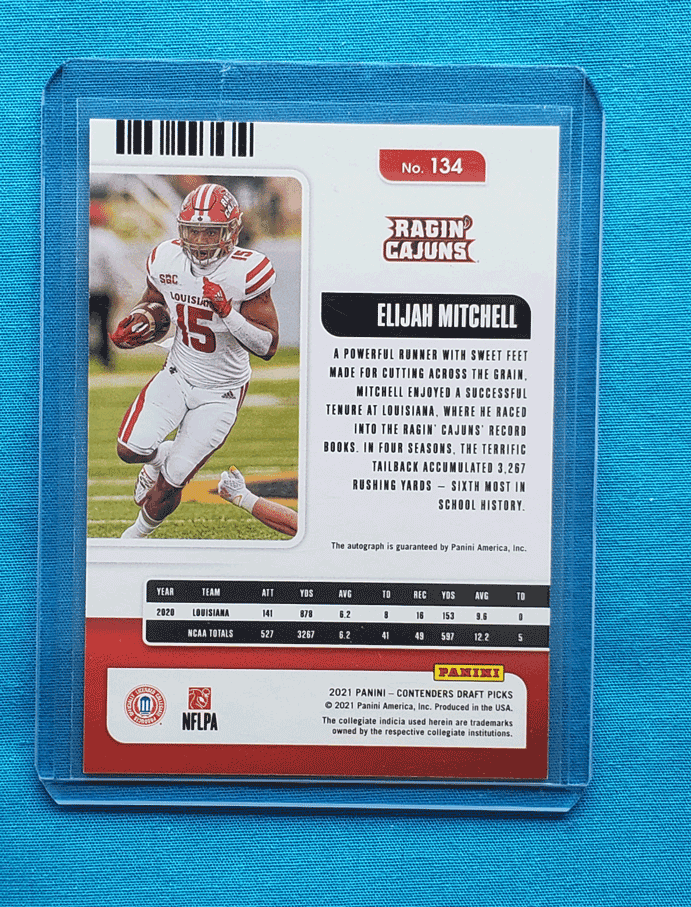 No. 134
RAGIN'
CAJUNS
SBC
LOUISIANA
15
15
ELIJAH MITCHELL
A POWERFUL RUNNER WITH SWEET FEET
MADE FOR CUTTING ACROSS THE GRAIN,
MITCHELL ENJOYED A SUCCESSFUL
TENURE AT LOUISIANA, WHERE HE RACED
INTO THE RAGIN' CAJUNS' RECORD
BOOKS. IN FOUR SEASONS, THE TERRIFIC
TAILBACK ACCUMULATED 3,267
RUSHING YARDS – SIXTH MOST IN
SCHOOL HISTORY.
The autograph is guaranteed by Panini America, Inc.
YEAR TEAM ATT YDS AVG TD REC YDS AVG TD
2020 LOUISIANA 141 878 6.2 8 16 153 9.6 0
NCAA TOTALS 527 3267 6.2 41 49 597 12.2 5
PANINI
2021 PANINI – CONTENDERS DRAFT PICKS
© 2021 Panini America, Inc. Produced in the USA.
The collegiate indicia used herein are trademarks
owned by the respective collegiate institutions.
OFFICIALLY LICENSED COLLEGIATE PRODUCTS
NFLPA